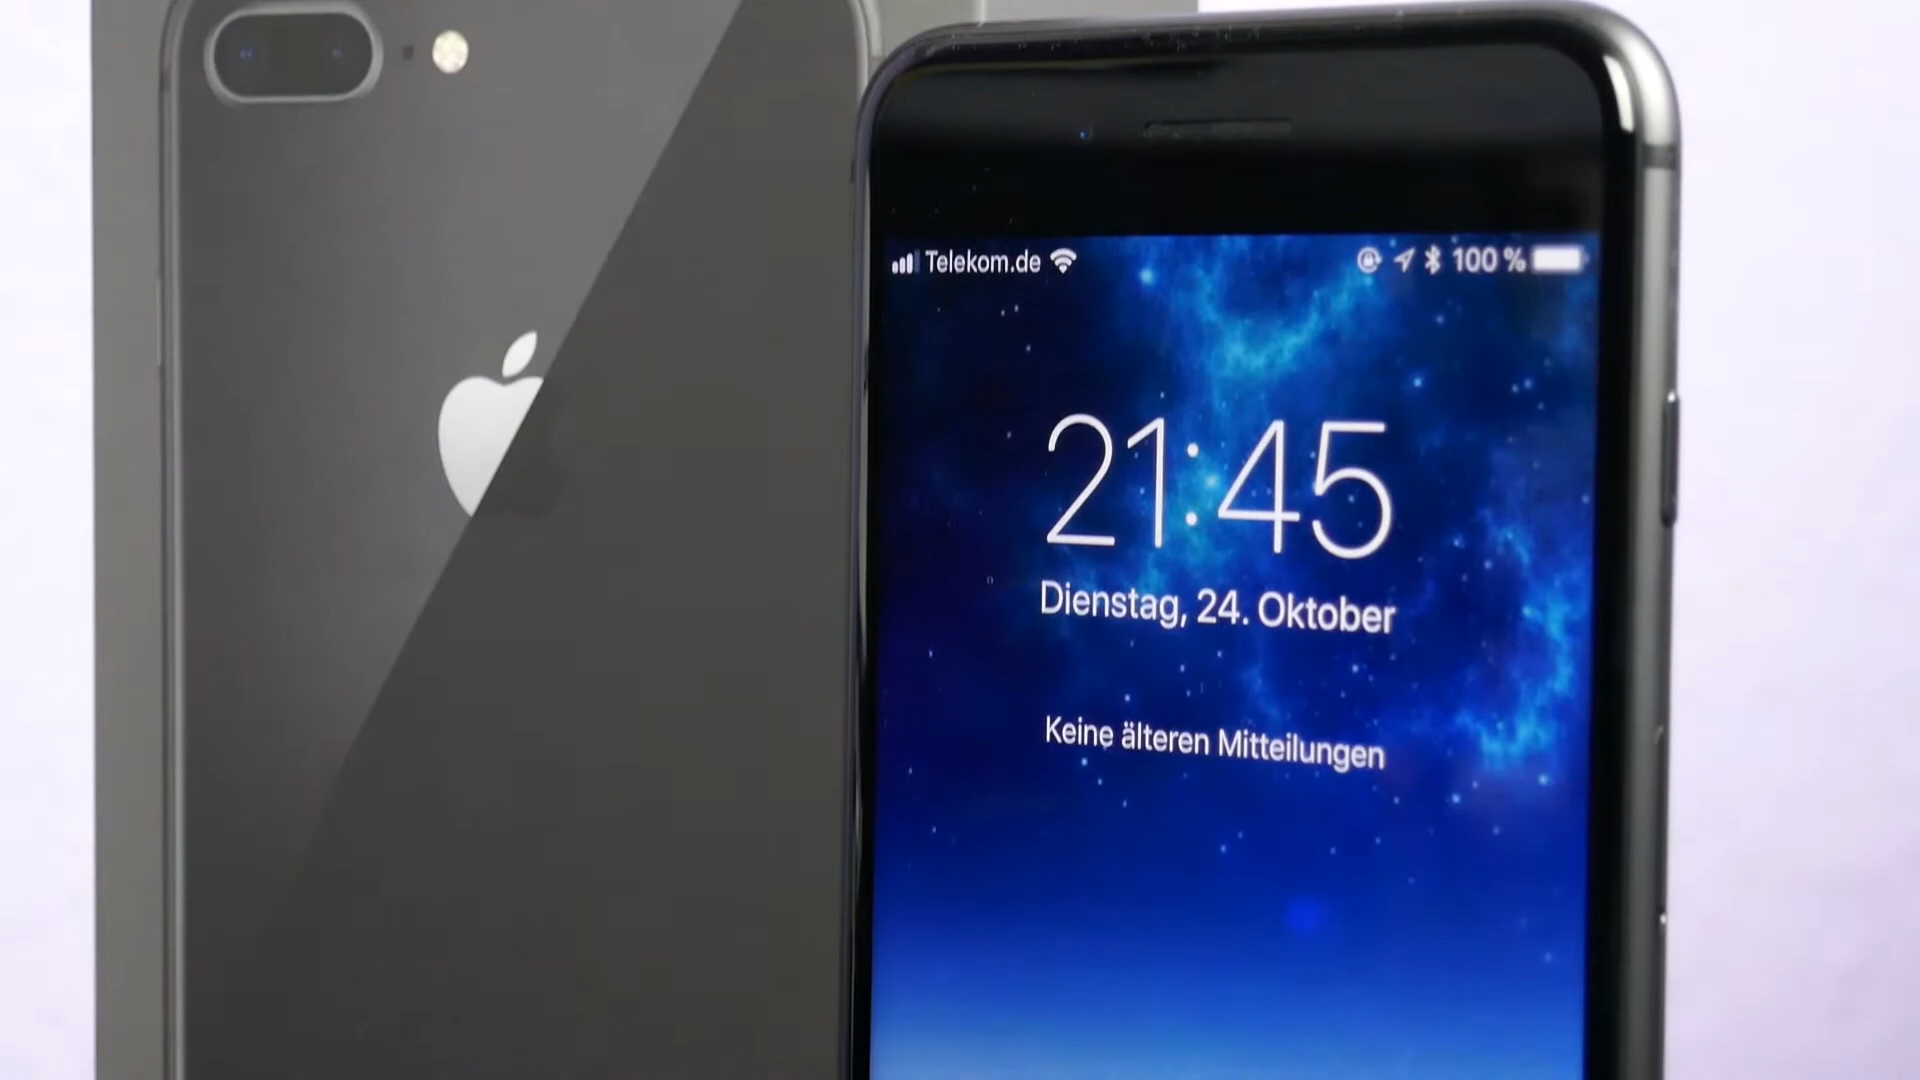 Telekom.de
100 %
21:45
Dienstag, 24. Oktober
Keine älteren Mitteilungen